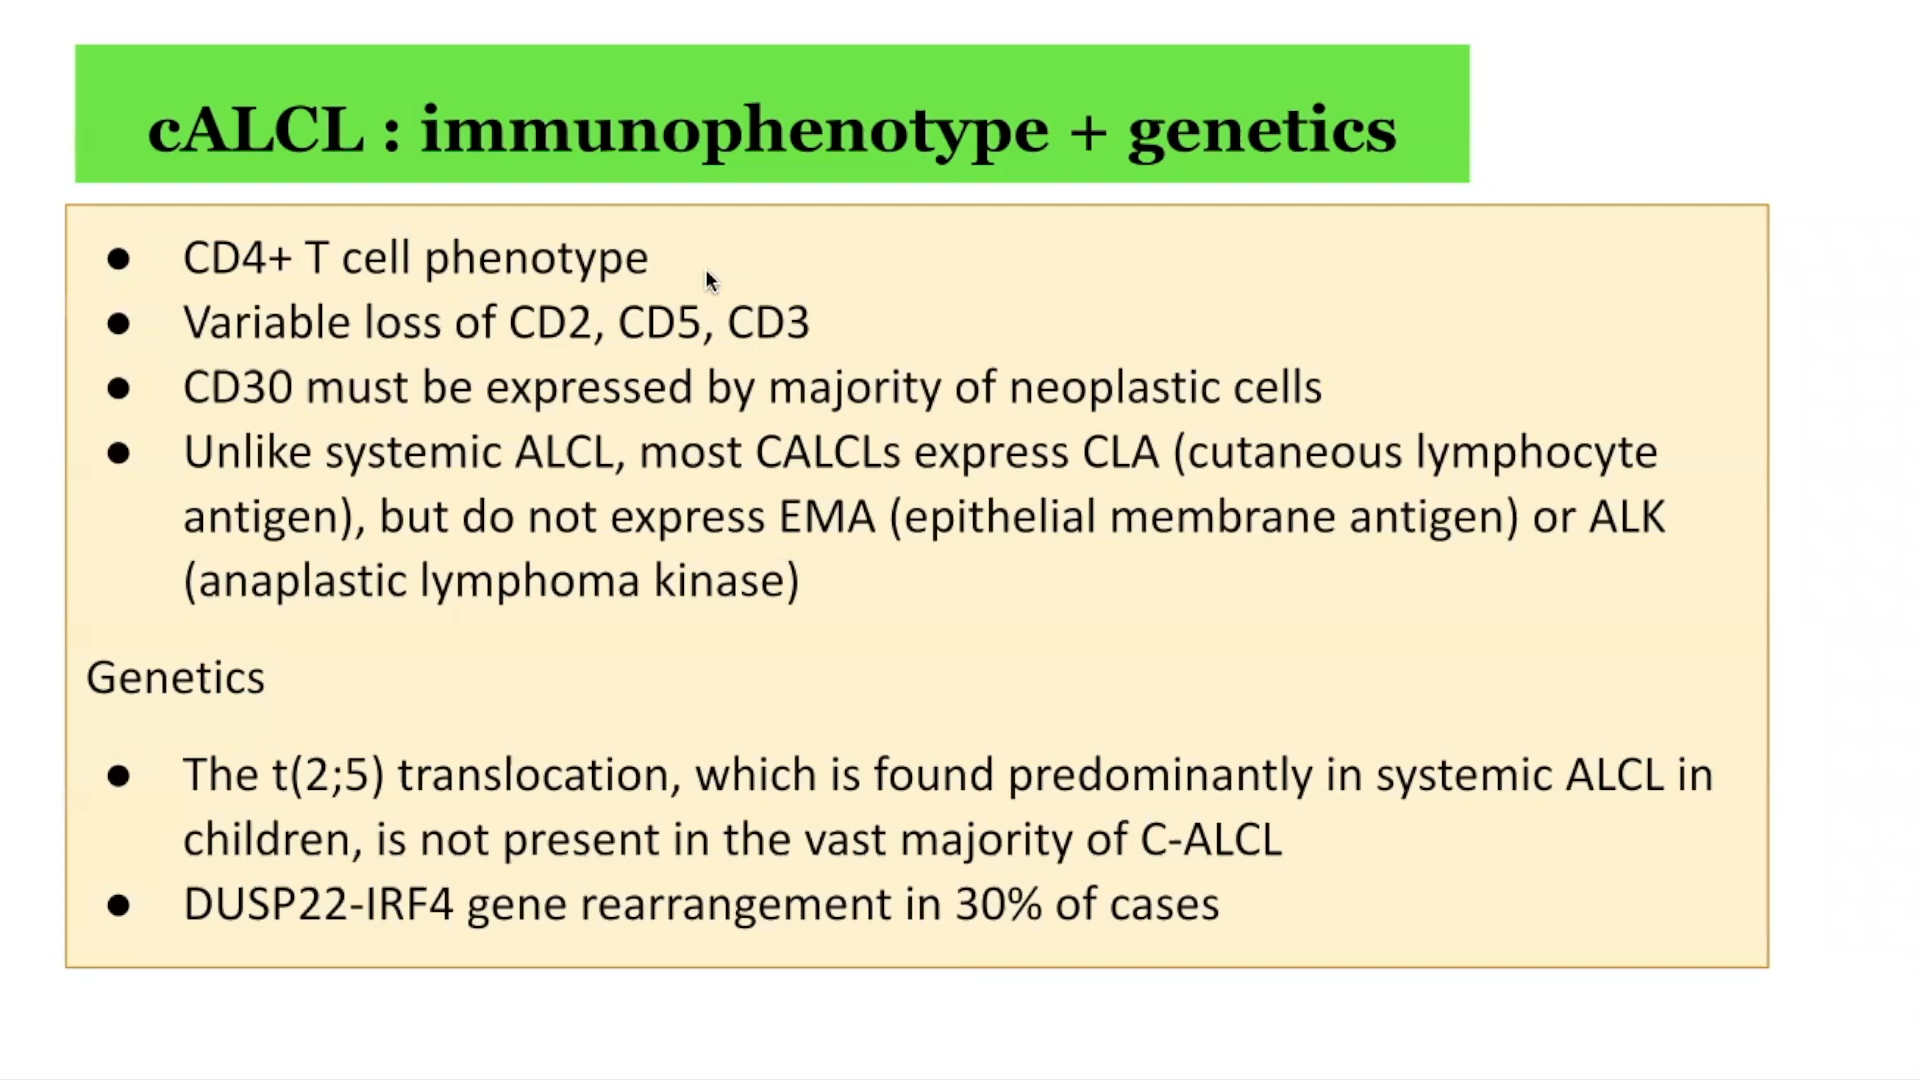 cALCL : immunophenotype + genetics
● CD4+ T cell phenotype
● Variable loss of CD2, CD5, CD3
● CD30 must be expressed by majority of neoplastic cells
● Unlike systemic ALCL, most CALCLs express CLA (cutaneous lymphocyte
antigen), but do not express EMA (epithelial membrane antigen) or ALK
(anaplastic lymphoma kinase)
Genetics
● The t(2;5) translocation, which is found predominantly in systemic ALCL in
children, is not present in the vast majority of C-ALCL
● DUSP22-IRF4 gene rearrangement in 30% of cases